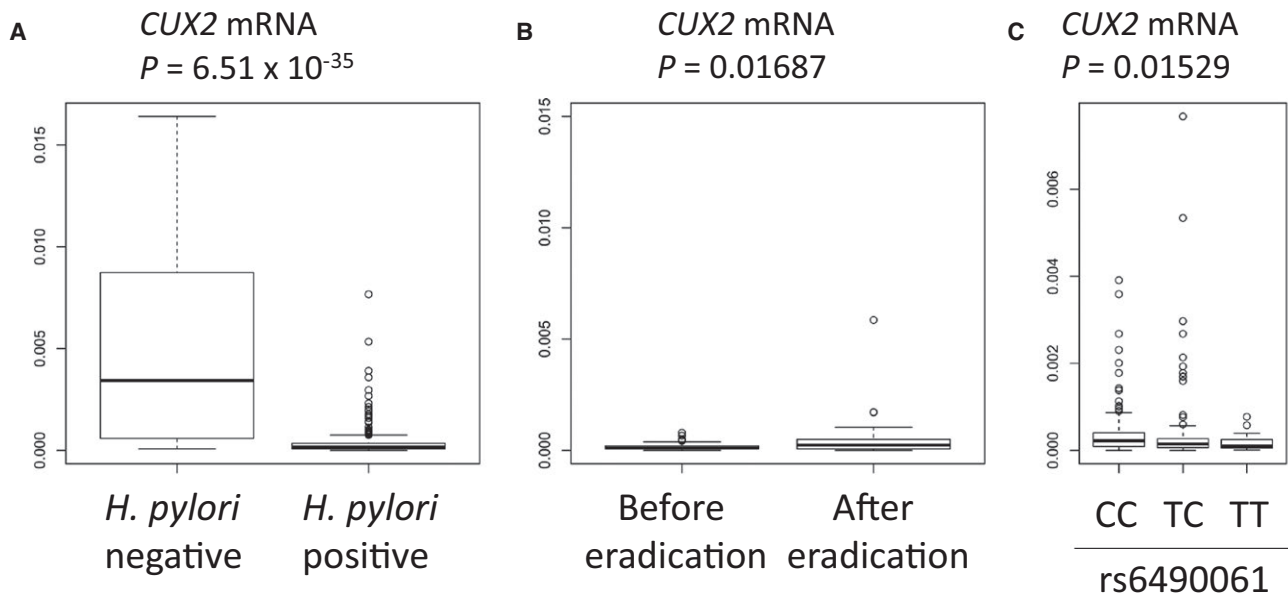 A
CUX2 mRNA
P = 6.51 x 10-35
0.015
0.010
0.005
0.000
H. pylori
negative
H. pylori
positive
B
CUX2 mRNA
P = 0.01687
0.015
0.010
0.005
0.000
Before
eradication
After
eradication
C
CUX2 mRNA
P = 0.01529
0.006
0.004
0.002
0.000
CC TC TT
rs6490061